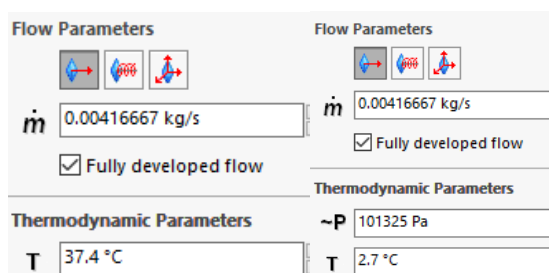 Flow Parameters
ṁ 0.00416667 kg/s
Fully developed flow
Thermodynamic Parameters
T 37.4 °C
Flow Parameters
ṁ 0.00416667 kg/s
Fully developed flow
Thermodynamic Parameters
~P 101325 Pa
T 2.7 °C